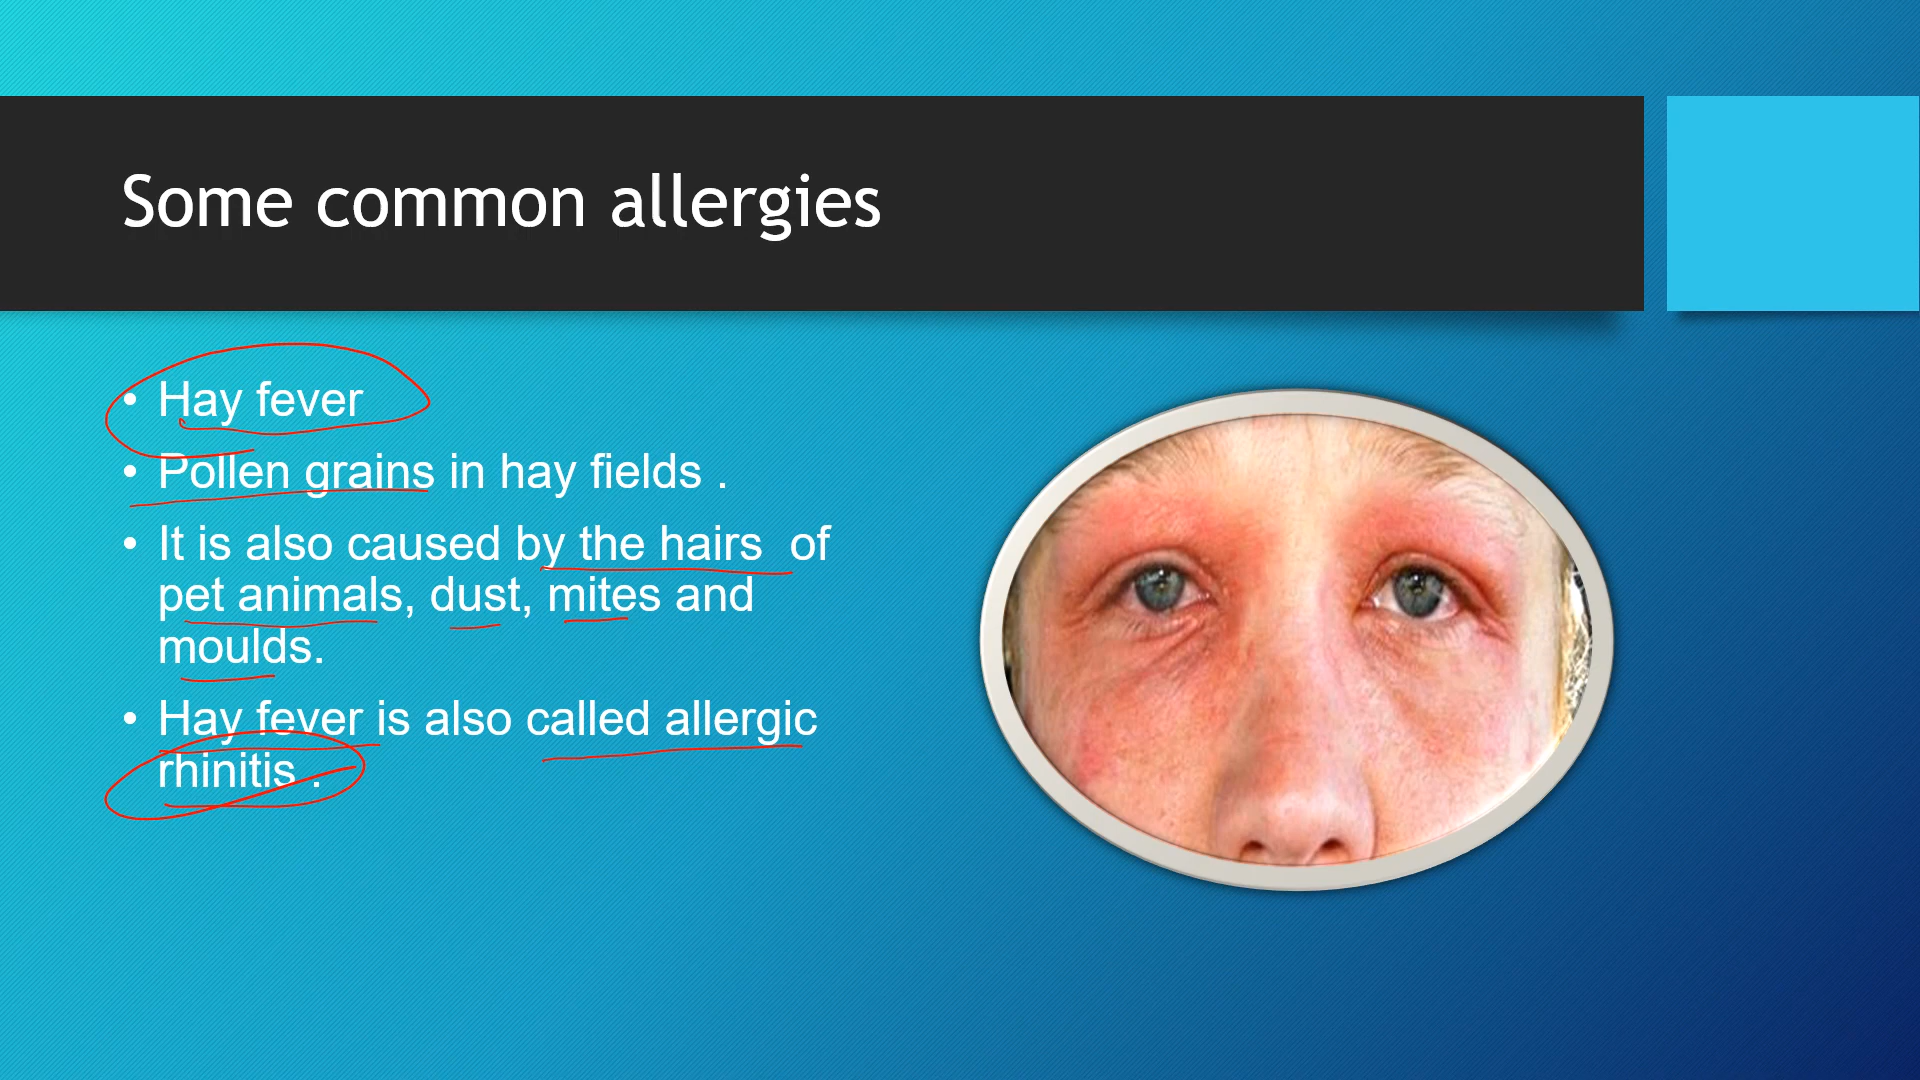 Some common allergies
• Hay fever
• Pollen grains in hay fields .
• It is also caused by the hairs  of
pet animals, dust, mites and
moulds.
• Hay fever is also called allergic
rhinitis .